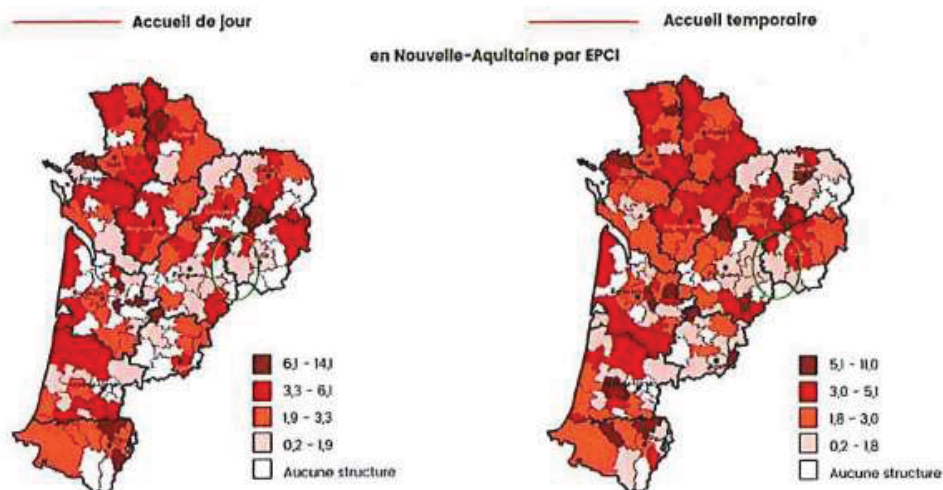 Accueil de jour
Accueil temporaire
en Nouvelle-Aquitaine par EPCI
6,1 - 14,1
3,3 - 6,1
1,9 - 3,3
0,2 - 1,9
Aucune structure
5,1 - 11,0
3,0 - 5,1
1,8 - 3,0
0,2 - 1,8
Aucune structure